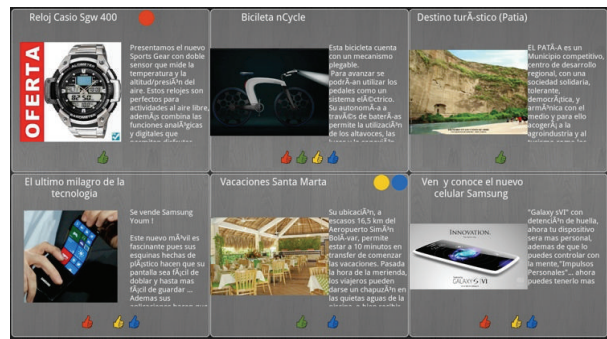 Reloj Casio Sgw 400
OFERTA
Presentamos el nuevo
Sports Gear con doble
sensor que mide la
temperatura y la
altitud/presiÃ³n del
aire. Estos relojes son
perfectos para
actividades al aire libre,
ademÃ¡s combina las
funciones analÃ³gicas
y digitales que
Bicileta nCycle
Esta bicicleta cuenta
con un mecanismo
plegable.
Para avanzar se
podrÃ-an utilizar los
pedales como un
sistema elÃ©ctrico.
Su autonomÃ-a a
travÃ©s de baterÃ-as
permite la utilizaciÃ³n
de los altavoces, las
Destino turÃ-stico (Patia)
EL PATÃ-A es un
Municipio competitivo,
centro de desarrollo
regional, con una
sociedad solidaria,
tolerante,
democrÃ¡tica, y
armÃ³nica con el
medio y para ello
acogerÃ¡ a la
agroindustria y al
El ultimo milagro de la
tecnologia
Se vende Samsung
Youm !
Este nuevo mÃ³vil es
fascinante pues sus
esquinas hechas de
plÃ¡stico hacen que su
pantalla sea fÃ¡cil de
doblar y hasta mas
fÃ¡cil de guardar ...
Ademas sus
Vacaciones Santa Marta
Su ubicaciÃ³n, a
escasos 16,5 km del
Aeropuerto SimÃ³n
BolÃ-var, permite
estar a 10 minutos en
transfer de comenzar
las vacaciones. Pasada
la hora de la merienda,
los viajeros pueden
darse un chapuzÃ³n en
las quietas aguas de la
Ven y conoce el nuevo
celular Samsung
INNOVATION.
GALAXY S VI
"Galaxy sVI" con
detenciÃ³n de huella,
ahora tu dispositivo
sera mas personal,
ademas de que lo
puedes controlar con
la mente,"Impulsos
Personales"... ahora
puedes tenerlo mas